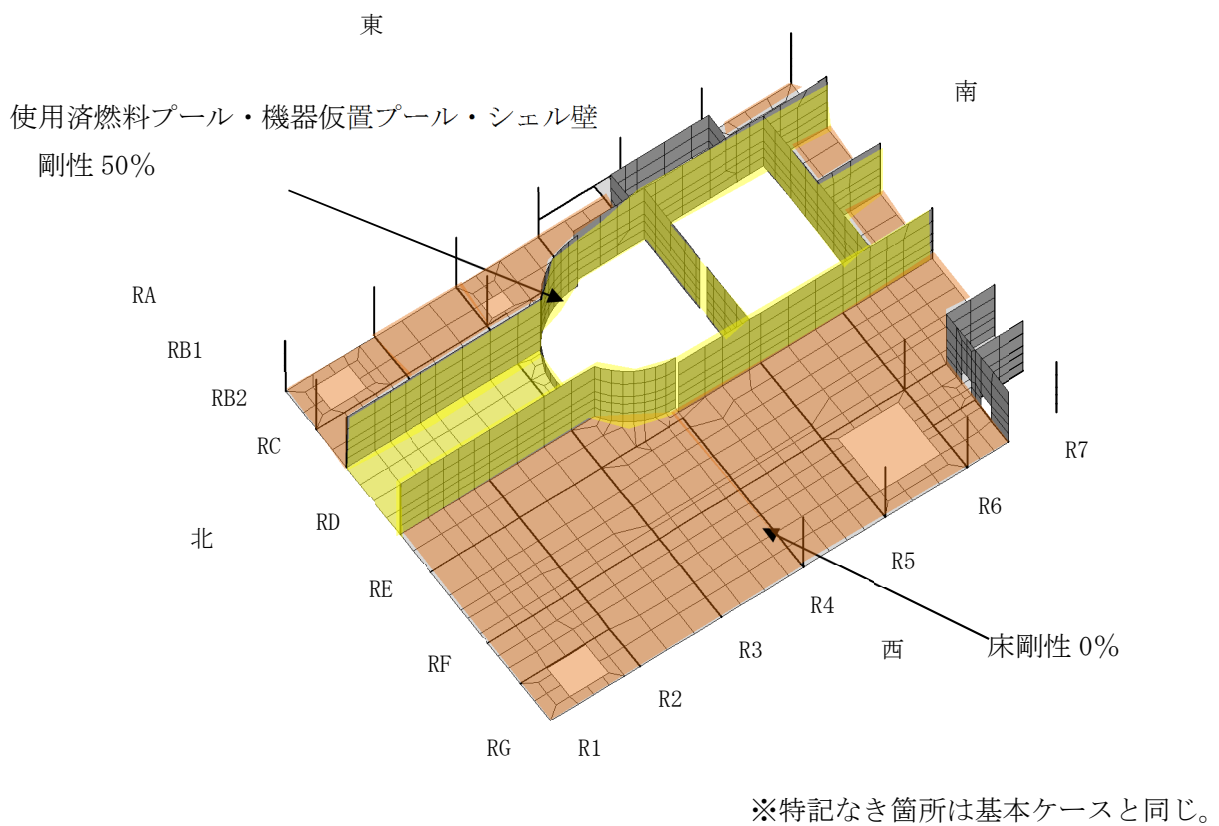 東
南
使用済燃料プール・機器仮置プール・シェル壁
剛性 50%
RA
RB1
RB2
RC
RD
北
RE
RF
RG
R1
R2
R3
R4
R5
R6
R7
西
床剛性 0%
※特記なき箇所は基本ケースと同じ。